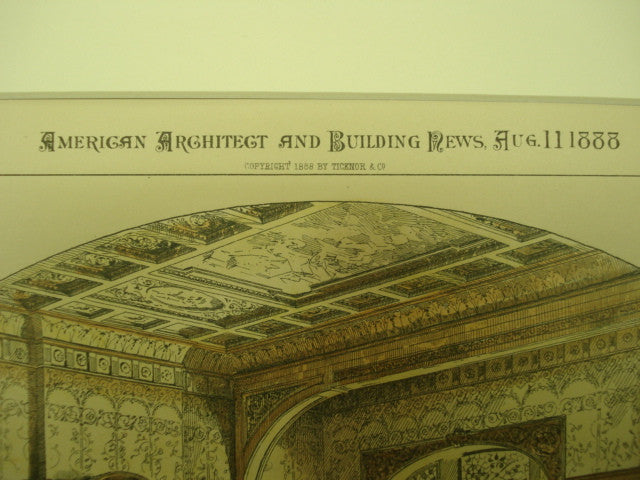 American Architect and Building News, Aug. 11 1888
COPYRIGHT 1888 BY TICKNOR & CO